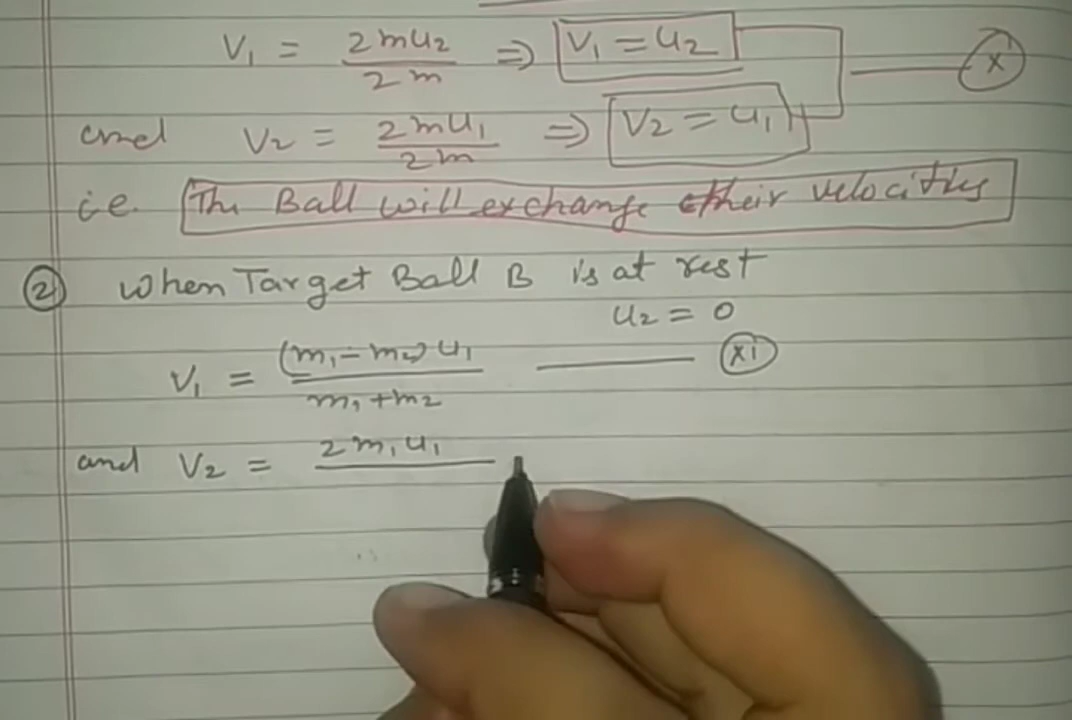 V₁ = 2mu₂/2m ⇒ V₁ = u₂ (x)
and V₂ = 2mu₁/2m ⇒ V₂ = u₁
i.e. The Ball will exchange their velocities
② When Target Ball B is at rest
u₂ = 0
V₁ = (m₁ - m₂) u₁ / m₁ + m₂ (xi)
and V₂ = 2m₁u₁